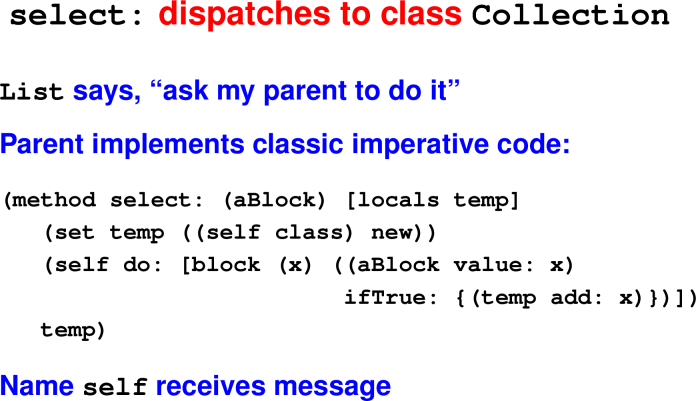 select: dispatches to class Collection
List says, “ask my parent to do it”
Parent implements classic imperative code:
(method select: (aBlock) [locals temp]
   (set temp ((self class) new))
   (self do: [block (x) ((aBlock value: x)
                         ifTrue: {(temp add: x)})])
   temp)
Name self receives message